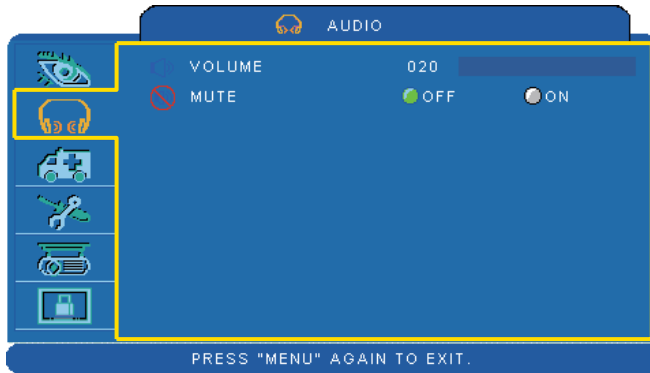 AUDIO
VOLUME 020
MUTE OFF ON
PRESS "MENU" AGAIN TO EXIT.